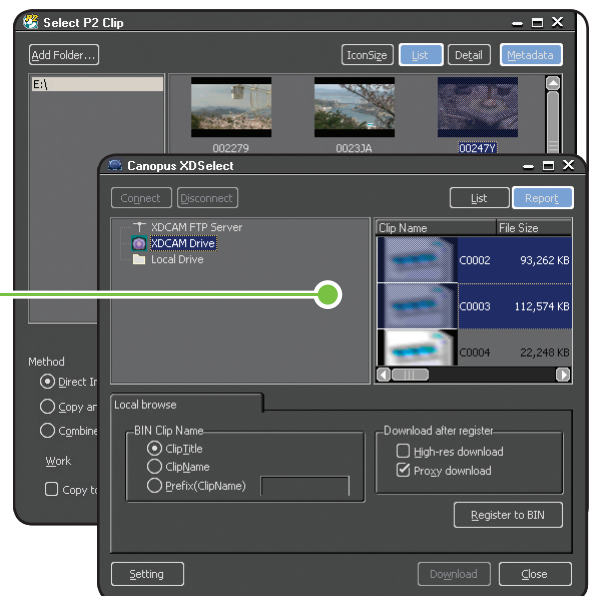 Select P2 Clip
Add Folder...
IconSize
List
Detail
Metadata
E:\
002279
0023JA
00247Y
Canopus XDSelect
Connect
Disconnect
List
Report
XDCAM FTP Server
XDCAM Drive
Local Drive
Clip Name
File Size
C0002
93,262 KB
C0003
112,574 KB
C0004
22,248 KB
Method
Direct Ir
Copy ar
Combine
Work
Copy to
Local browse
BIN Clip Name
ClipTitle
ClipName
Prefix(ClipName)
Download after register
High-res download
Proxy download
Register to BIN
Setting
Download
Close